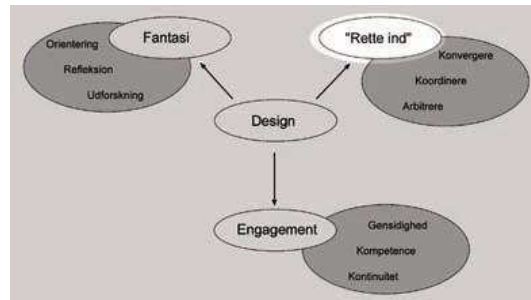 Fantasi
Orientering
Refleksion
Udforskning
"Rette ind"
Konvergere
Koordinere
Arbitrere
Design
Engagement
Gensidighed
Kompetence
Kontinuitet